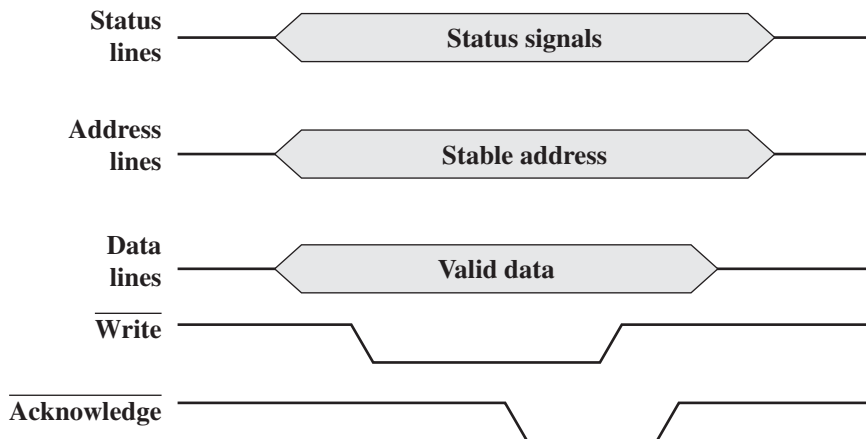 Status
lines
Status signals
Address
lines
Stable address
Data
lines
Valid data
Write
Acknowledge